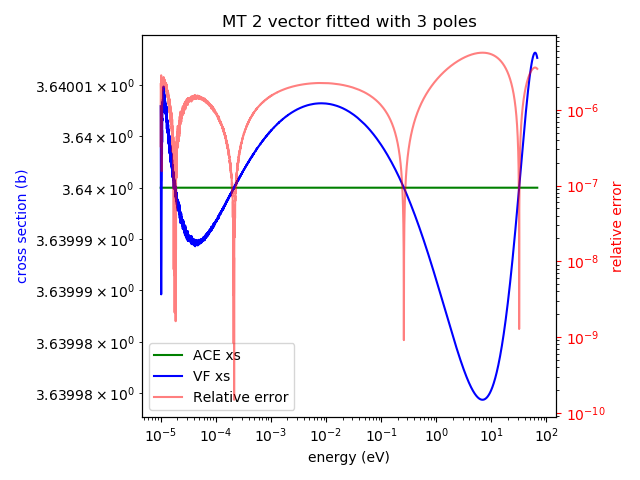 MT 2 vector fitted with 3 poles
cross section (b)
3.64001 × 10⁰
3.64 × 10⁰
3.64 × 10⁰
3.63999 × 10⁰
3.63999 × 10⁰
3.63998 × 10⁰
3.63998 × 10⁰
ACE xs
VF xs
Relative error
10⁻⁶
10⁻⁷
10⁻⁸
10⁻⁹
10⁻¹⁰
relative error
10⁻⁵ 10⁻⁴ 10⁻³ 10⁻² 10⁻¹ 10⁰ 10¹ 10²
energy (eV)